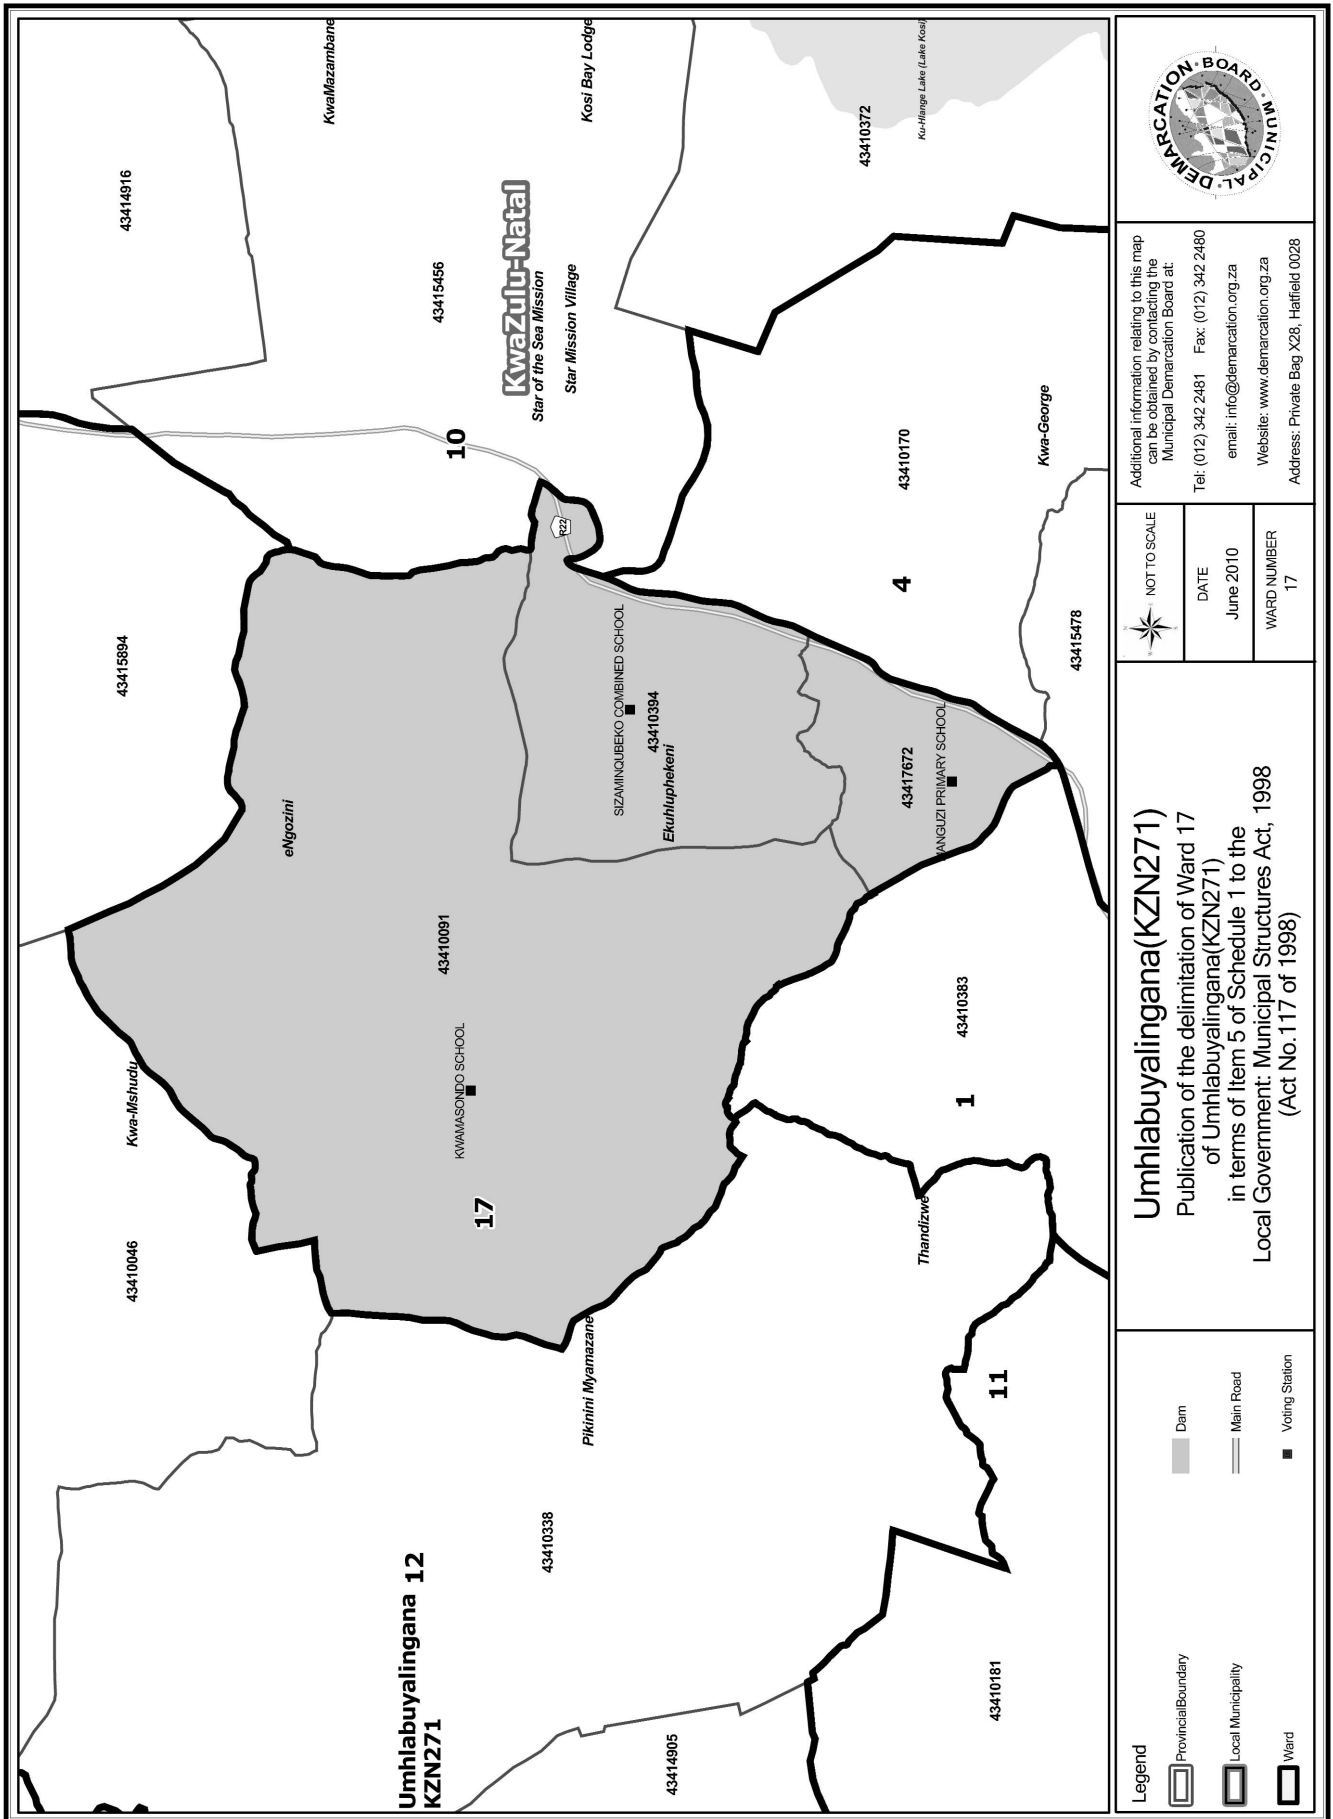 43414916
KwaMazambane
43415894
43410046
Kwa-Mshudu
eNgozini
43415456
KwaZulu-Natal
Star of the Sea Mission
Star Mission Village
Kosi Bay Lodge
10
R22
Umhlabuyalingana 12
KZN271
43410338
17
KWAMASONDO SCHOOL
43410091
Pikinini Myamazane
SIZAMINQUBEKO COMBINED SCHOOL
43410394
Ekuhluphekeni
43414905
43410372
Ku-Hlange Lake (Lake Kosi)
43410170
4
43417672
MANGUZI PRIMARY SCHOOL
43410383
1
Thandizwe
11
43410181
Kwa-George
43415478
Legend
ProvincialBoundary
Local Municipality
Ward
Dam
Main Road
Voting Station
Umhlabuyalingana(KZN271)
Publication of the delimitation of Ward 17
of Umhlabuyalingana(KZN271)
in terms of Item 5 of Schedule 1 to the
Local Government: Municipal Structures Act, 1998
(Act No.117 of 1998)
NOT TO SCALE
DATE
June 2010
WARD NUMBER
17
Additional information relating to this map
can be obtained by contacting the
Municipal Demarcation Board at:
Tel: (012) 342 2481 Fax: (012) 342 2480
email: info@demarcation.org.za
Website: www.demarcation.org.za
Address: Private Bag X28, Hatfield 0028
MUNICIPAL • DEMARCATION • BOARD •